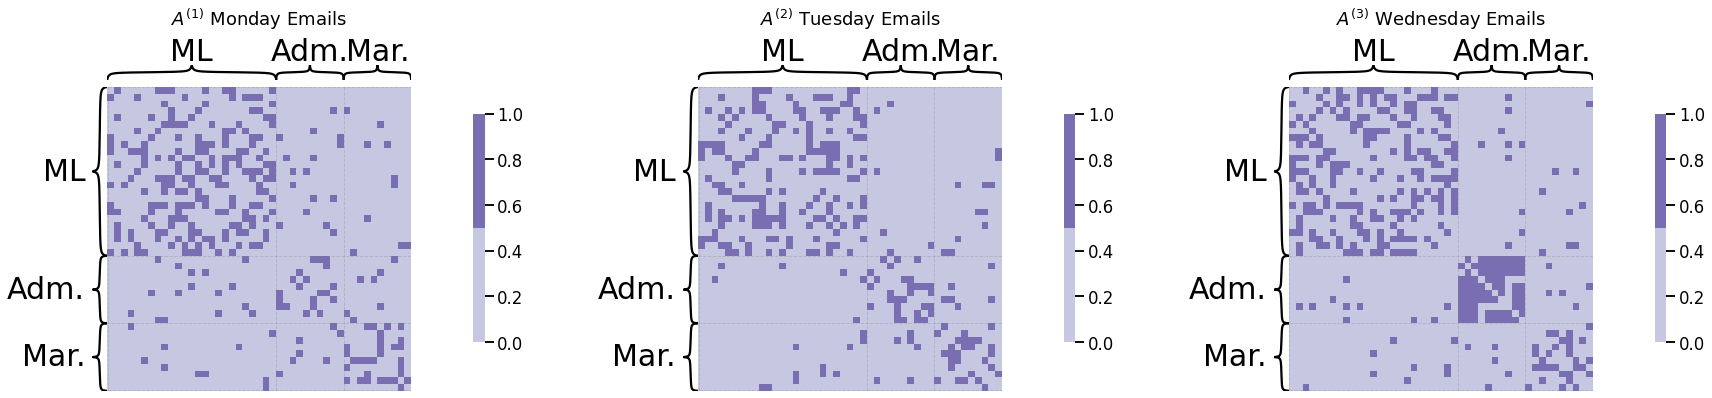 A⁽¹⁾ Monday Emails
ML Adm. Mar.
ML
Adm.
Mar.
1.0
0.8
0.6
0.4
0.2
0.0
A⁽²⁾ Tuesday Emails
ML Adm. Mar.
ML
Adm.
Mar.
1.0
0.8
0.6
0.4
0.2
0.0
A⁽³⁾ Wednesday Emails
ML Adm. Mar.
ML
Adm.
Mar.
1.0
0.8
0.6
0.4
0.2
0.0